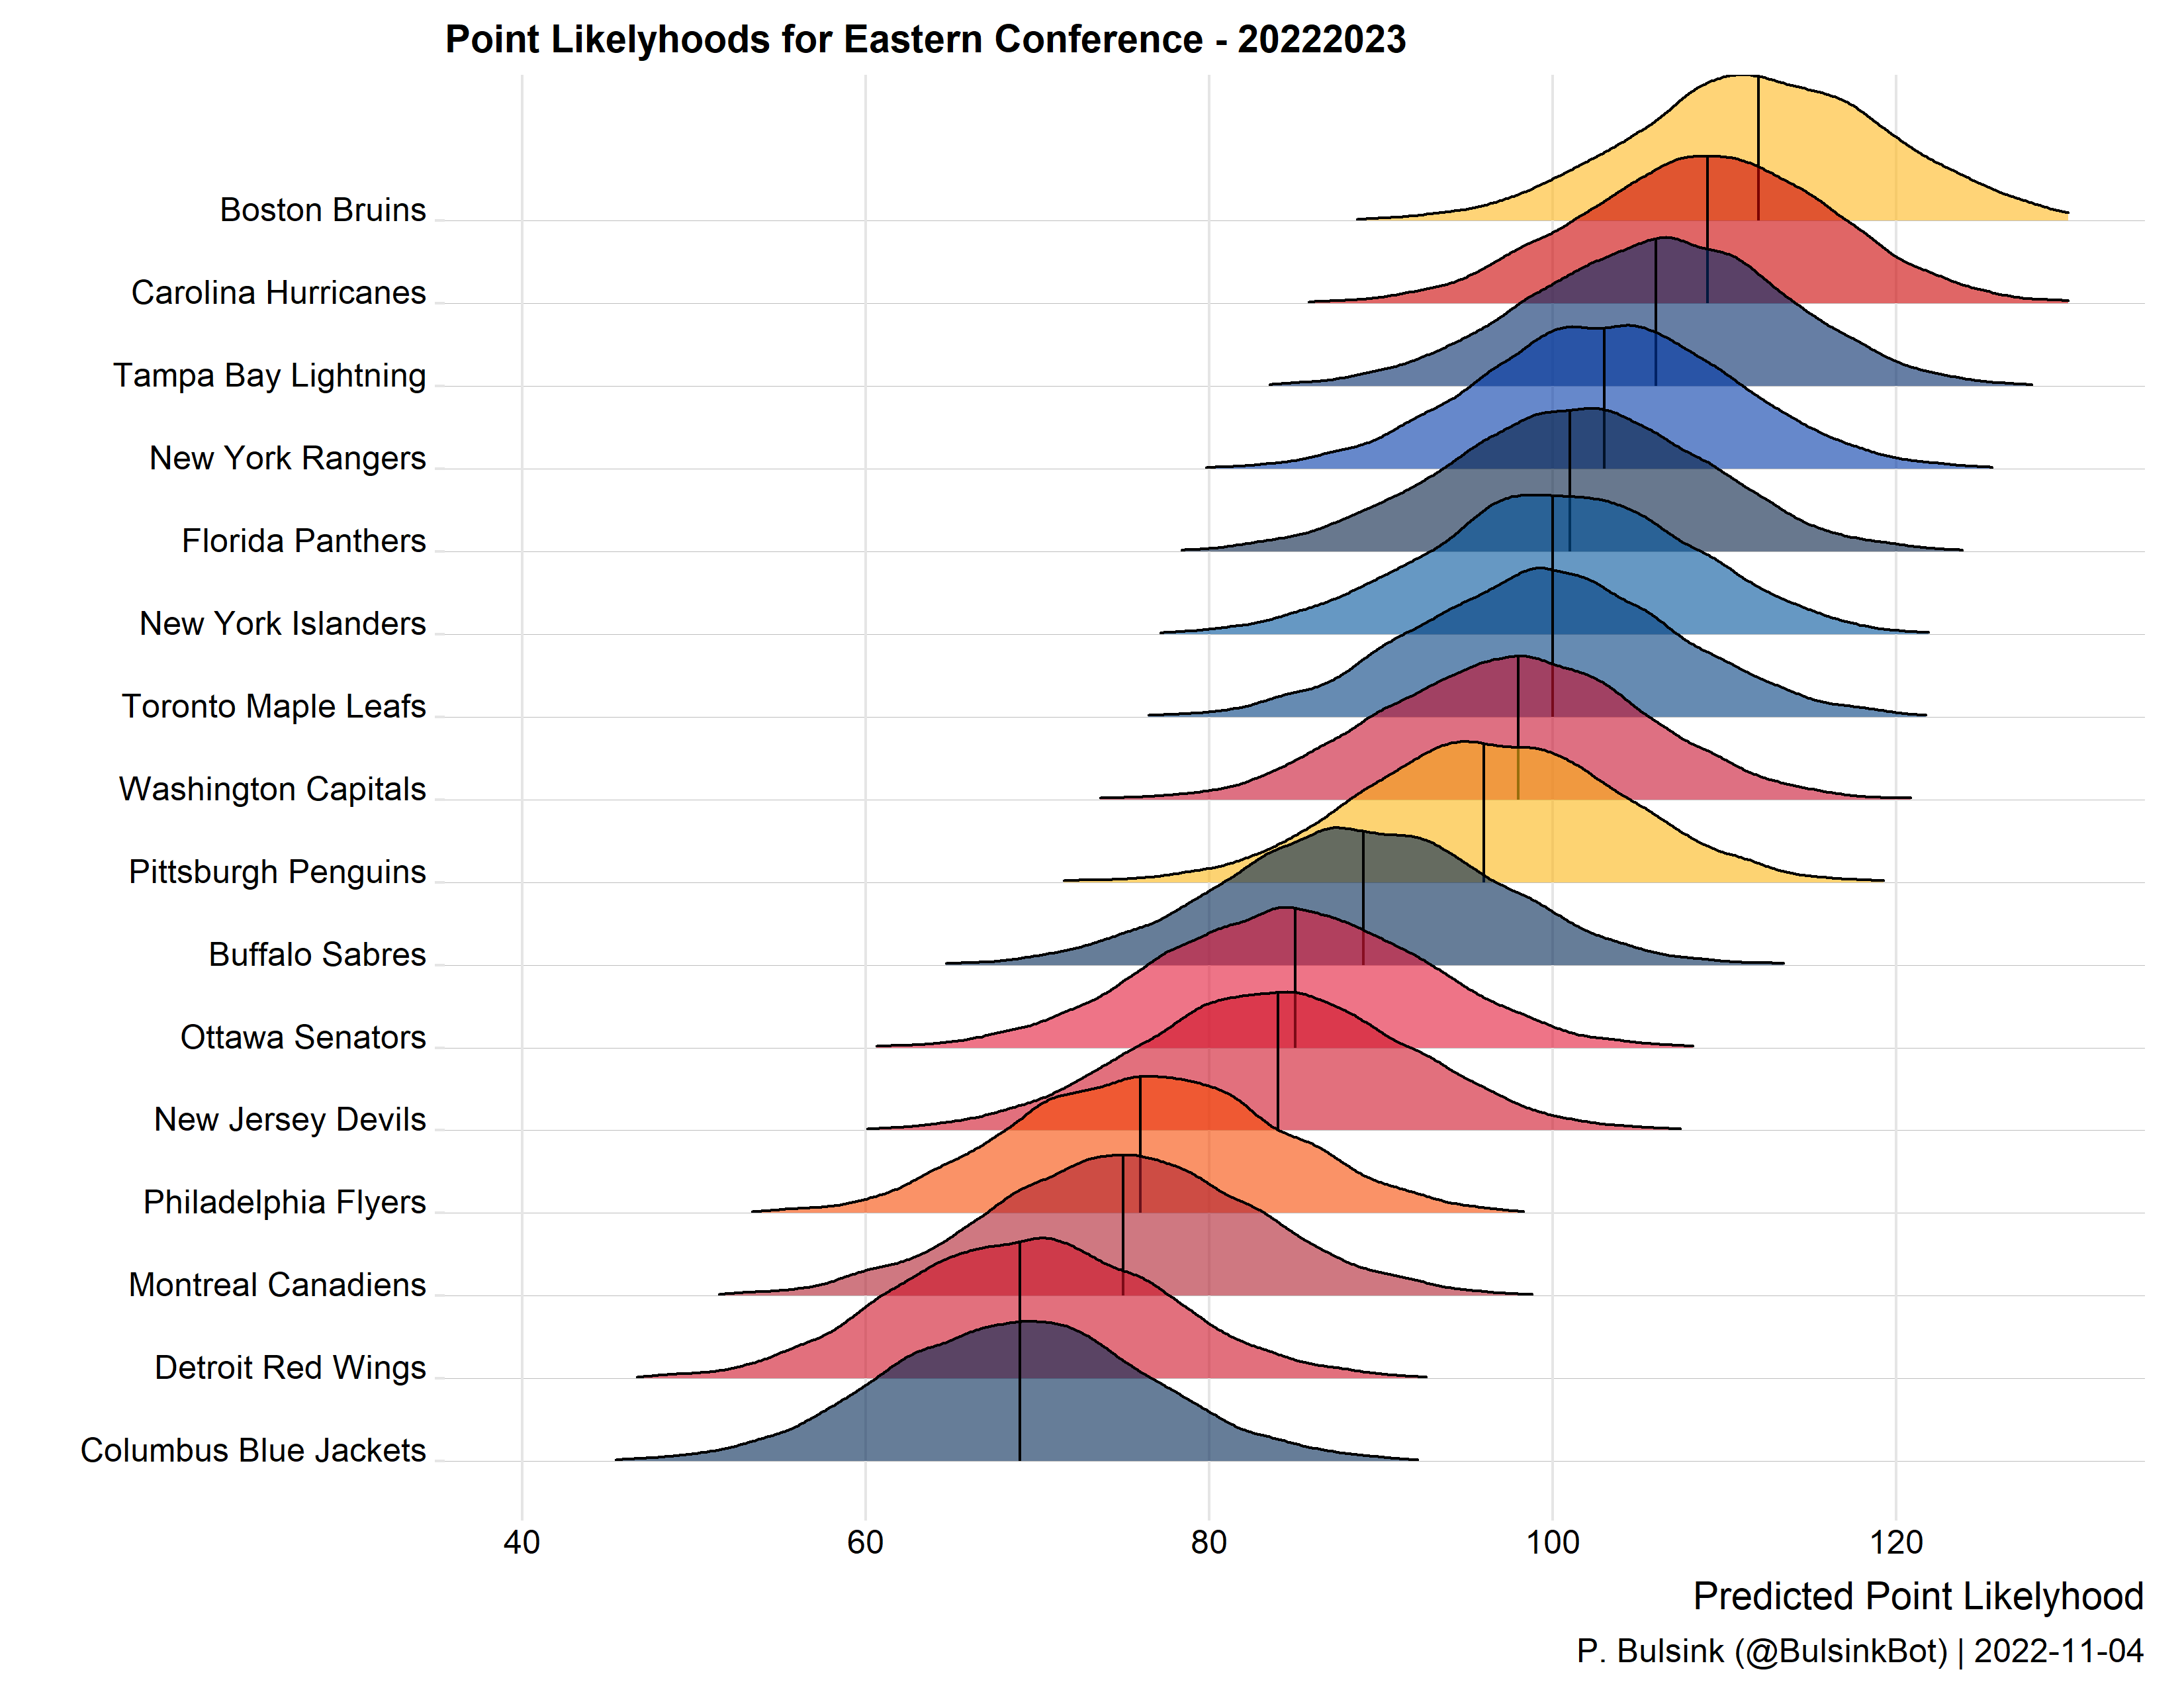 Point Likelyhoods for Eastern Conference - 20222023
Boston Bruins
Carolina Hurricanes
Tampa Bay Lightning
New York Rangers
Florida Panthers
New York Islanders
Toronto Maple Leafs
Washington Capitals
Pittsburgh Penguins
Buffalo Sabres
Ottawa Senators
New Jersey Devils
Philadelphia Flyers
Montreal Canadiens
Detroit Red Wings
Columbus Blue Jackets
40 60 80 100 120
Predicted Point Likelyhood
P. Bulsink (@BulsinkBot) | 2022-11-04